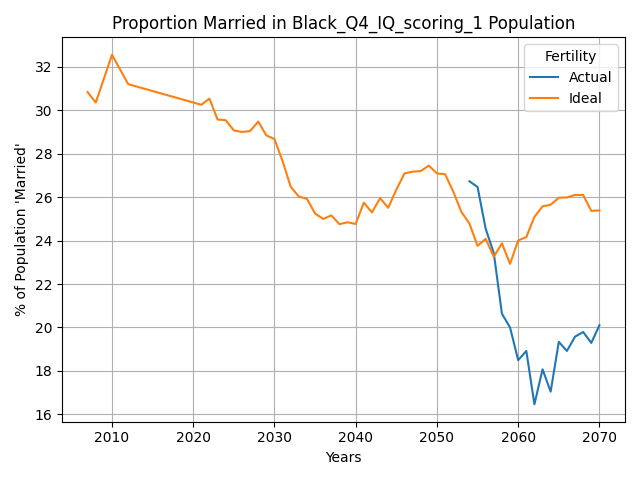 Proportion Married in Black_Q4_IQ_scoring_1 Population
% of Population 'Married'
32
30
28
26
24
22
20
18
16
Fertility
Actual
Ideal
2010 2020 2030 2040 2050 2060 2070
Years